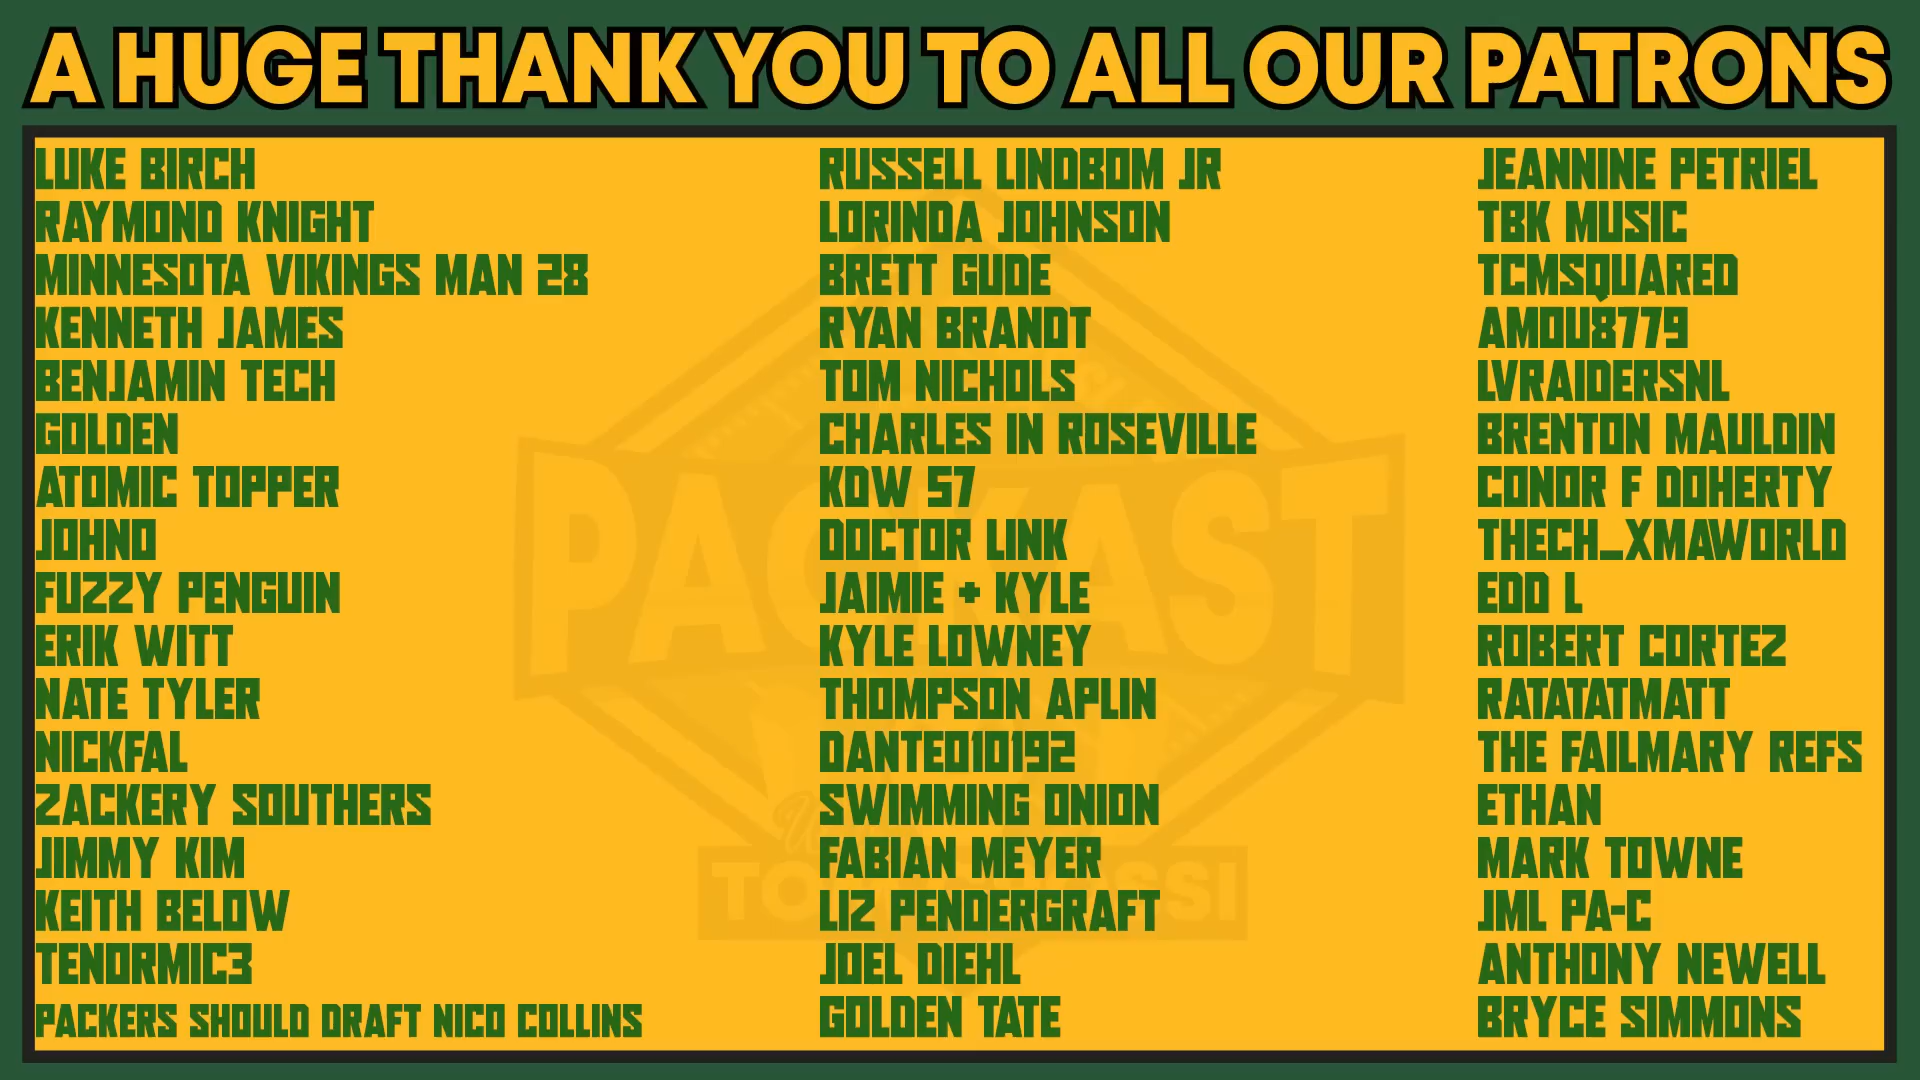 A HUGE THANK YOU TO ALL OUR PATRONS
LUKE BIRCH
RAYMOND KNIGHT
MINNESOTA VIKINGS MAN 28
KENNETH JAMES
BENJAMIN TECH
GOLDEN
ATOMIC TOPPER
JOHNO
FUZZY PENGUIN
ERIK WITT
NATE TYLER
NICKFAL
ZACKERY SOUTHERS
JIMMY KIM
KEITH BELOW
TENORMIC3
PACKERS SHOULD DRAFT NICO COLLINS
RUSSELL LINDBOM JR
LORINDA JOHNSON
BRETT GUDE
RYAN BRANDT
TOM NICHOLS
CHARLES IN ROSEVILLE
KDW 57
DOCTOR LINK
JAIMIE + KYLE
KYLE LOWNEY
THOMPSON APLIN
DANTE010192
SWIMMING ONION
FABIAN MEYER
LIZ PENDERGRAFT
JOEL DIEHL
GOLDEN TATE
JEANNINE PETRIEL
TBK MUSIC
TCMSQUARED
AMOU8779
LVRAIDERSNL
BRENTON MAULDIN
CONOR F DOHERTY
THECH_XMAWORLD
EDD L
ROBERT CORTEZ
RATATATMATT
THE FAILMARY REFS
ETHAN
MARK TOWNE
JML PA-C
ANTHONY NEWELL
BRYCE SIMMONS
PACKAST